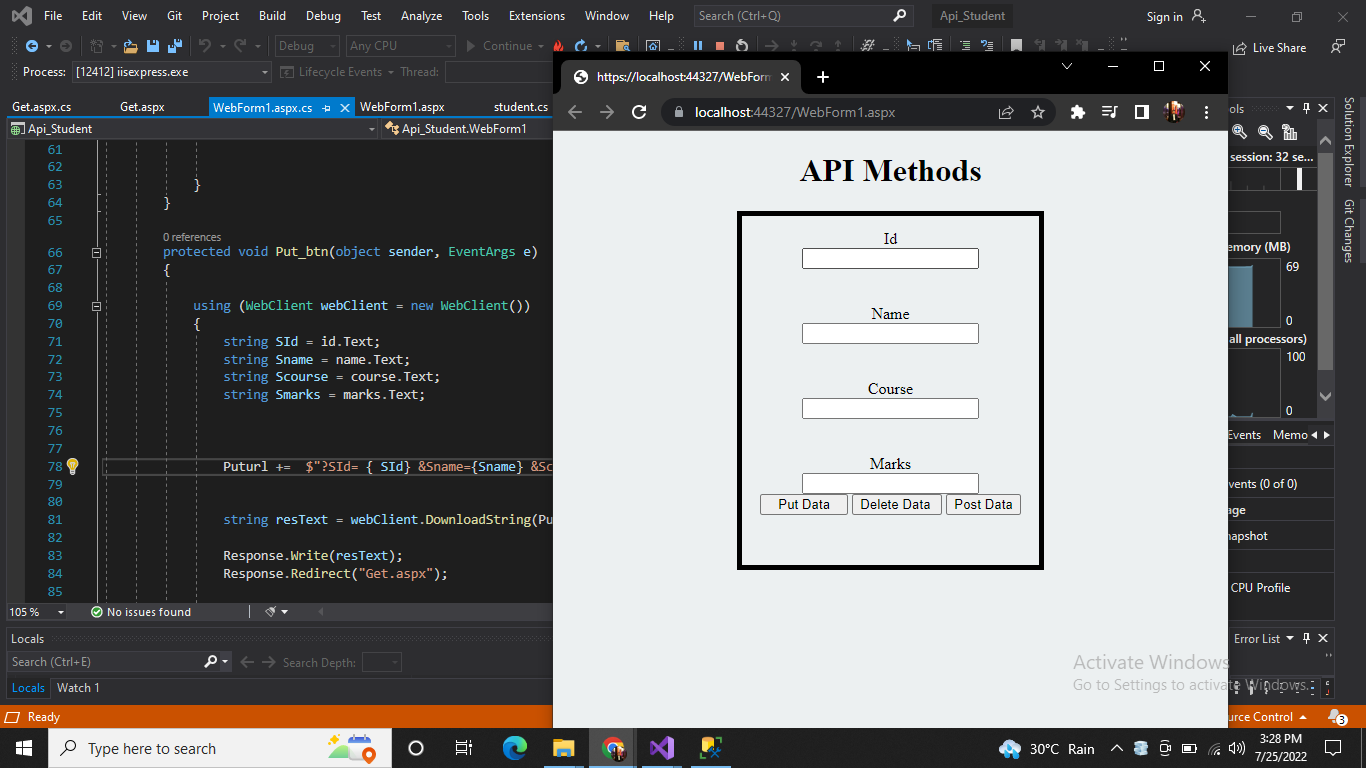 File Edit View Git Project Build Debug Test Analyze Tools Extensions Window Help Search (Ctrl+Q) Api_Student Sign in
Debug Any CPU Continue Live Share
Process: [12412] iisexpress.exe Lifecycle Events Thread:
Get.aspx.cs Get.aspx WebForm1.aspx.cs WebForm1.aspx student.cs
Api_Student Api_Student.WebForm1
61
62
63 }
64 }
65
0 references
66 protected void Put_btn(object sender, EventArgs e)
67 {
68
69 using (WebClient webClient = new WebClient())
70 {
71 string SId = id.Text;
72 string Sname = name.Text;
73 string Scourse = course.Text;
74 string Smarks = marks.Text;
75
76
77
78 Puturl += $"?SId= { SId} &Sname={Sname} &Sc
79
80
81 string resText = webClient.DownloadString(Pu
82
83 Response.Write(resText);
84 Response.Redirect("Get.aspx");
85
105 % No issues found
Locals
Search (Ctrl+E) Search Depth:
Locals Watch 1
Ready
https://localhost:44327/WebForm
localhost:44327/WebForm1.aspx
API Methods
Id
Name
Course
Marks
Put Data Delete Data Post Data
ols
session: 32 se...
emory (MB)
69
0
all processors)
100
0
Events Memo
vents (0 of 0)
age
napshot
CPU Profile
Error List
Solution Explorer
Git Changes
Activate Windows
Go to Settings to activate Windows.
urce Control 3
Type here to search
30°C Rain
3:28 PM
7/25/2022